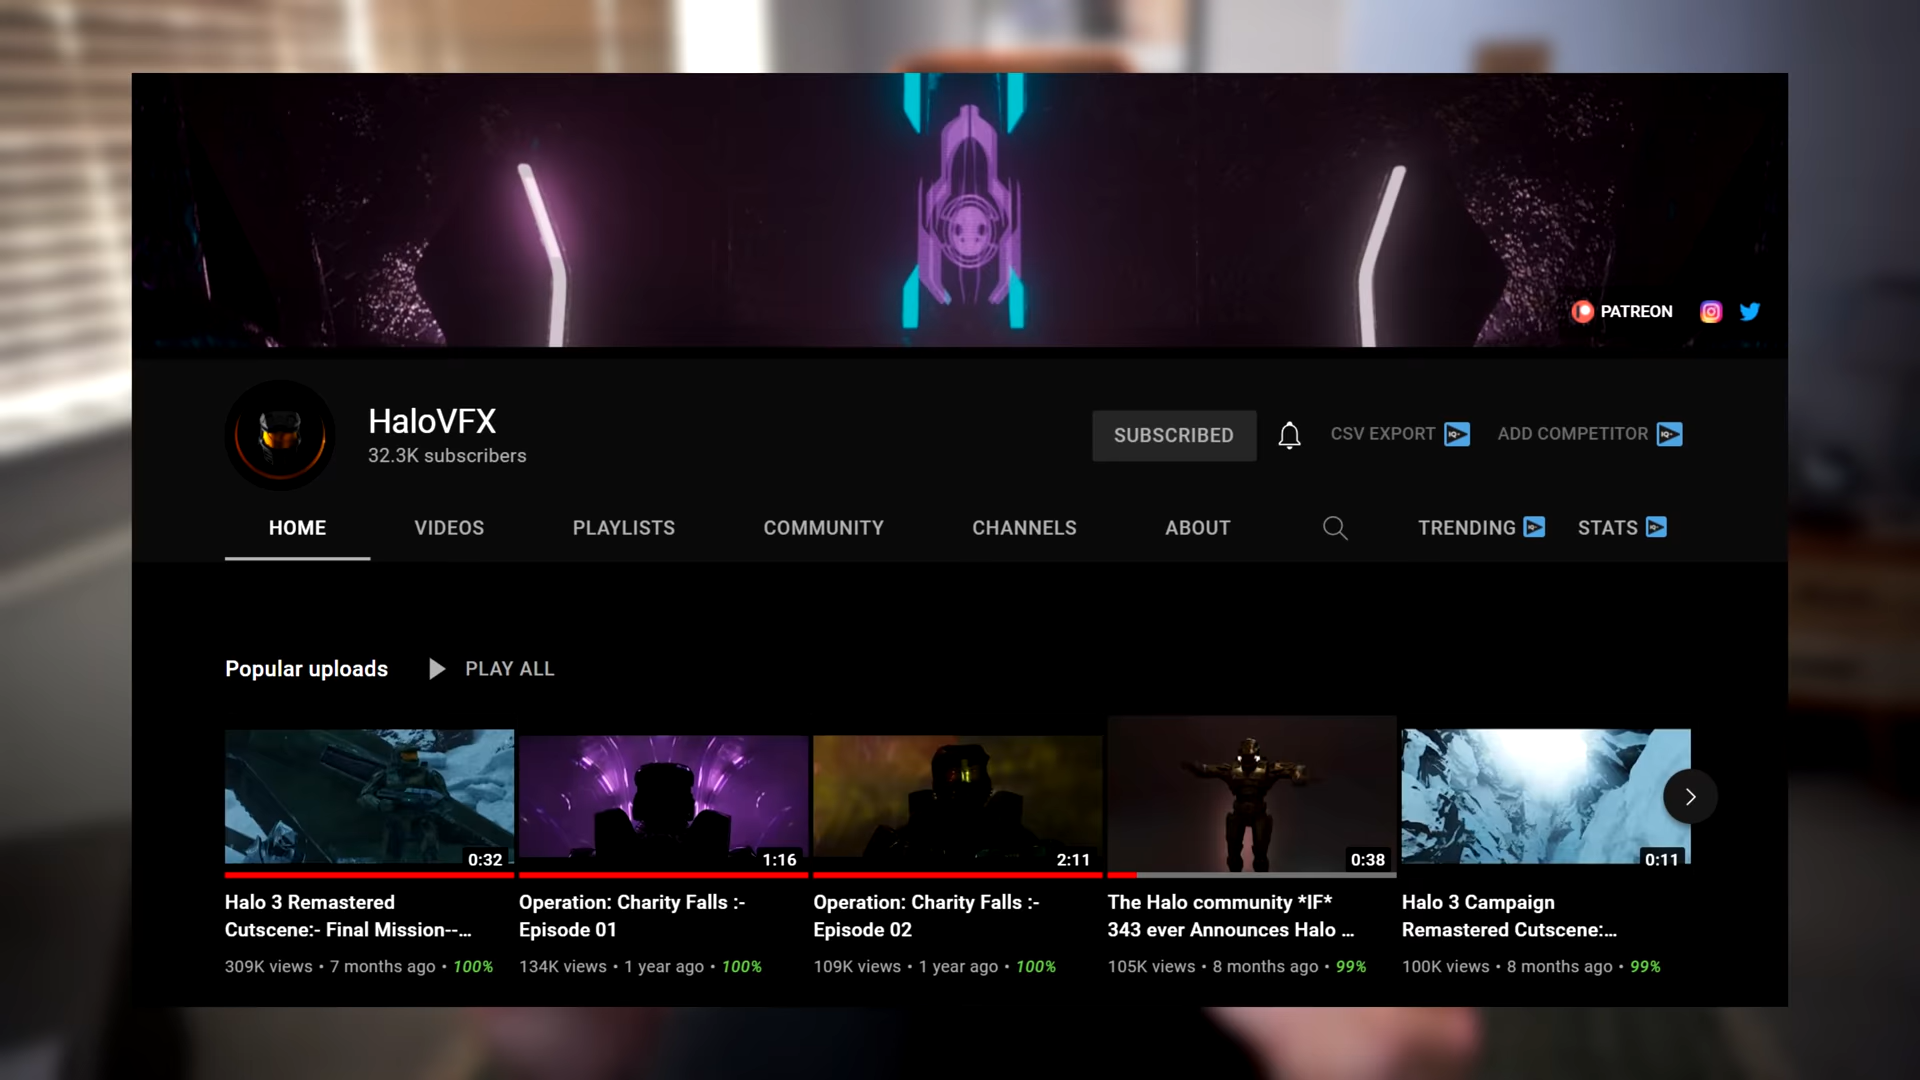 PATREON
HaloVFX
32.3K subscribers
SUBSCRIBED
CSV EXPORT
ADD COMPETITOR
HOME
VIDEOS
PLAYLISTS
COMMUNITY
CHANNELS
ABOUT
TRENDING
STATS
Popular uploads
PLAY ALL
0:32
1:16
2:11
0:38
0:11
Halo 3 Remastered
Cutscene:- Final Mission--...
309K views • 7 months ago • 100%
Operation: Charity Falls :-
Episode 01
134K views • 1 year ago • 100%
Operation: Charity Falls :-
Episode 02
109K views • 1 year ago • 100%
The Halo community *IF*
343 ever Announces Halo ...
105K views • 8 months ago • 99%
Halo 3 Campaign
Remastered Cutscene:...
100K views • 8 months ago • 99%